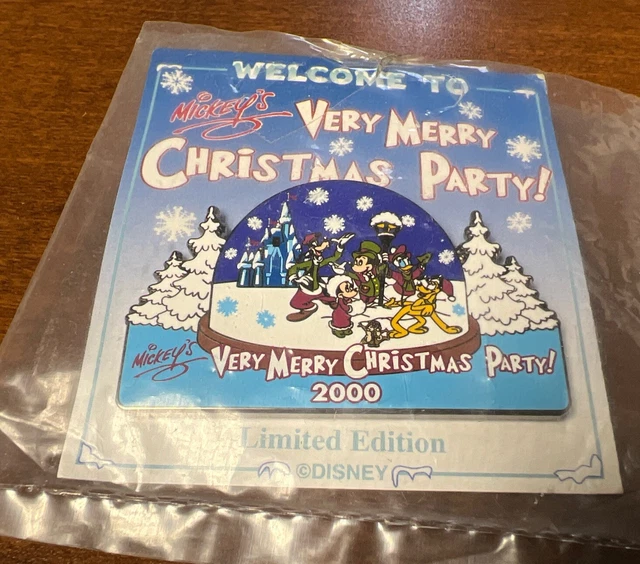 WELCOME TO
MICKEY'S VERY MERRY
CHRISTMAS PARTY!
MICKEY'S VERY MERRY CHRISTMAS PARTY!
2000
Limited Edition
©DISNEY